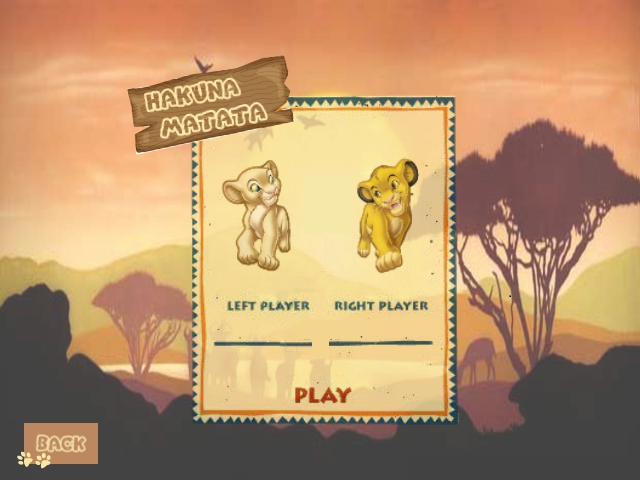 HAKUNA
MATATA
LEFT PLAYER
RIGHT PLAYER
PLAY
BACK